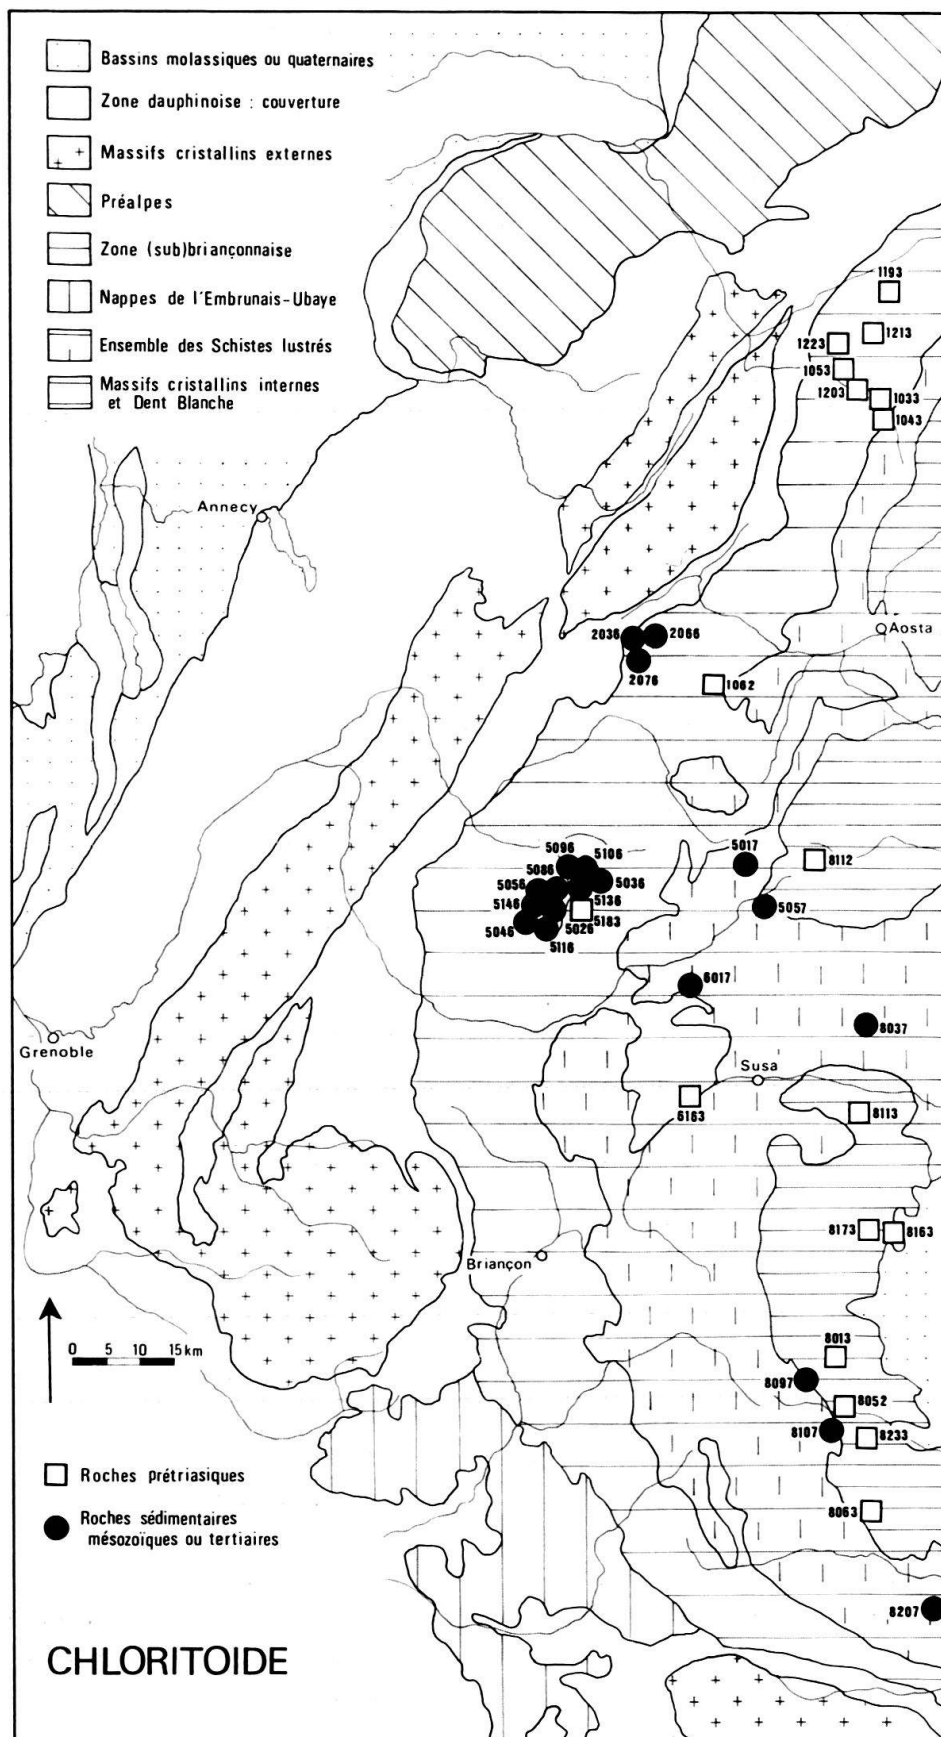 Bassins molassiques ou quaternaires
Zone dauphinoise : couverture
Massifs cristallins externes
Préalpes
Zone (sub)briançonnaise
Nappes de l'Embrunais-Ubaye
Ensemble des Schistes lustrés
Massifs cristallins internes
et Dent Blanche
1193
1213
1223
1053
1203
1033
1043
Annecy
Aosta
2036
2066
2076
1062
5096
5106
5086
5017
8112
5056
5036
5146
5136
5057
5046
5026
5183
5116
6017
8037
Grenoble
Susa
6163
8113
8173
8163
Briançon
0 5 10 15 km
8013
8097
8052
8107
8233
Roches prétriasiques
8063
Roches sédimentaires
mésozoïques ou tertiaires
8207
CHLORITOIDE